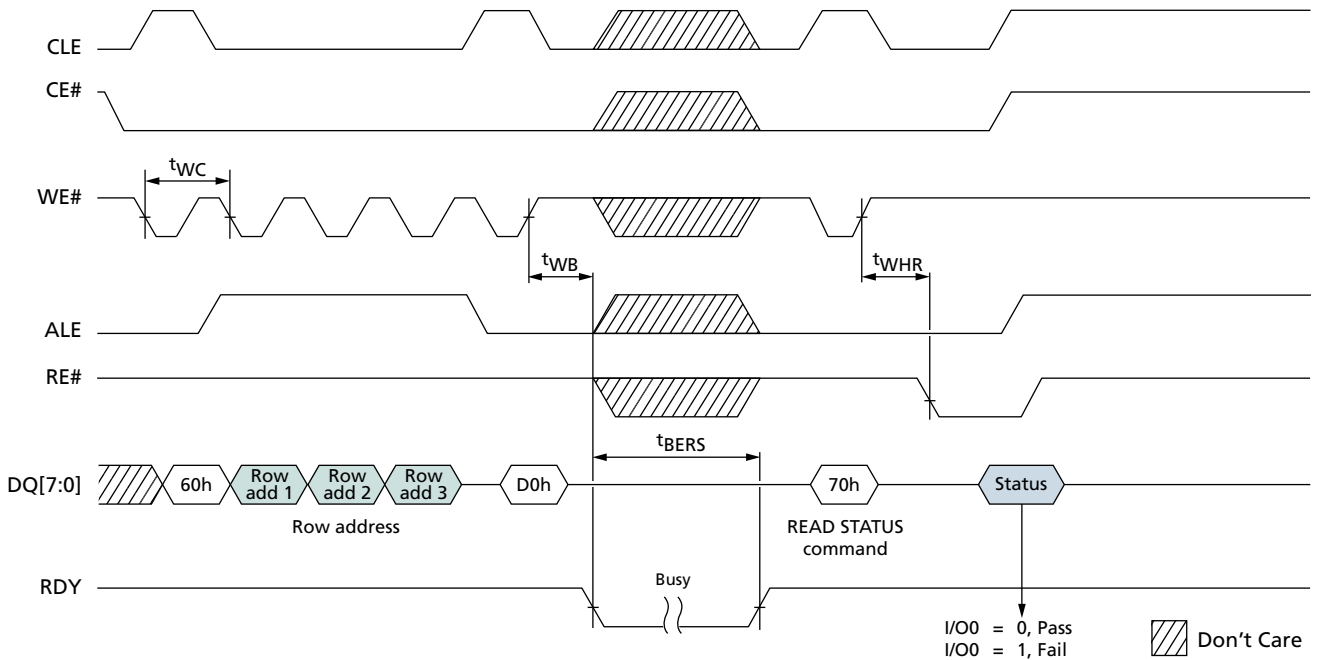 CLE
CE#
tWC
WE#
tWB
tWHR
ALE
RE#
tBERS
DQ[7:0]
60h
Row
add 1
Row
add 2
Row
add 3
D0h
70h
Status
Row address
READ STATUS
command
RDY
Busy
I/O0 = 0, Pass
I/O0 = 1, Fail
Don't Care